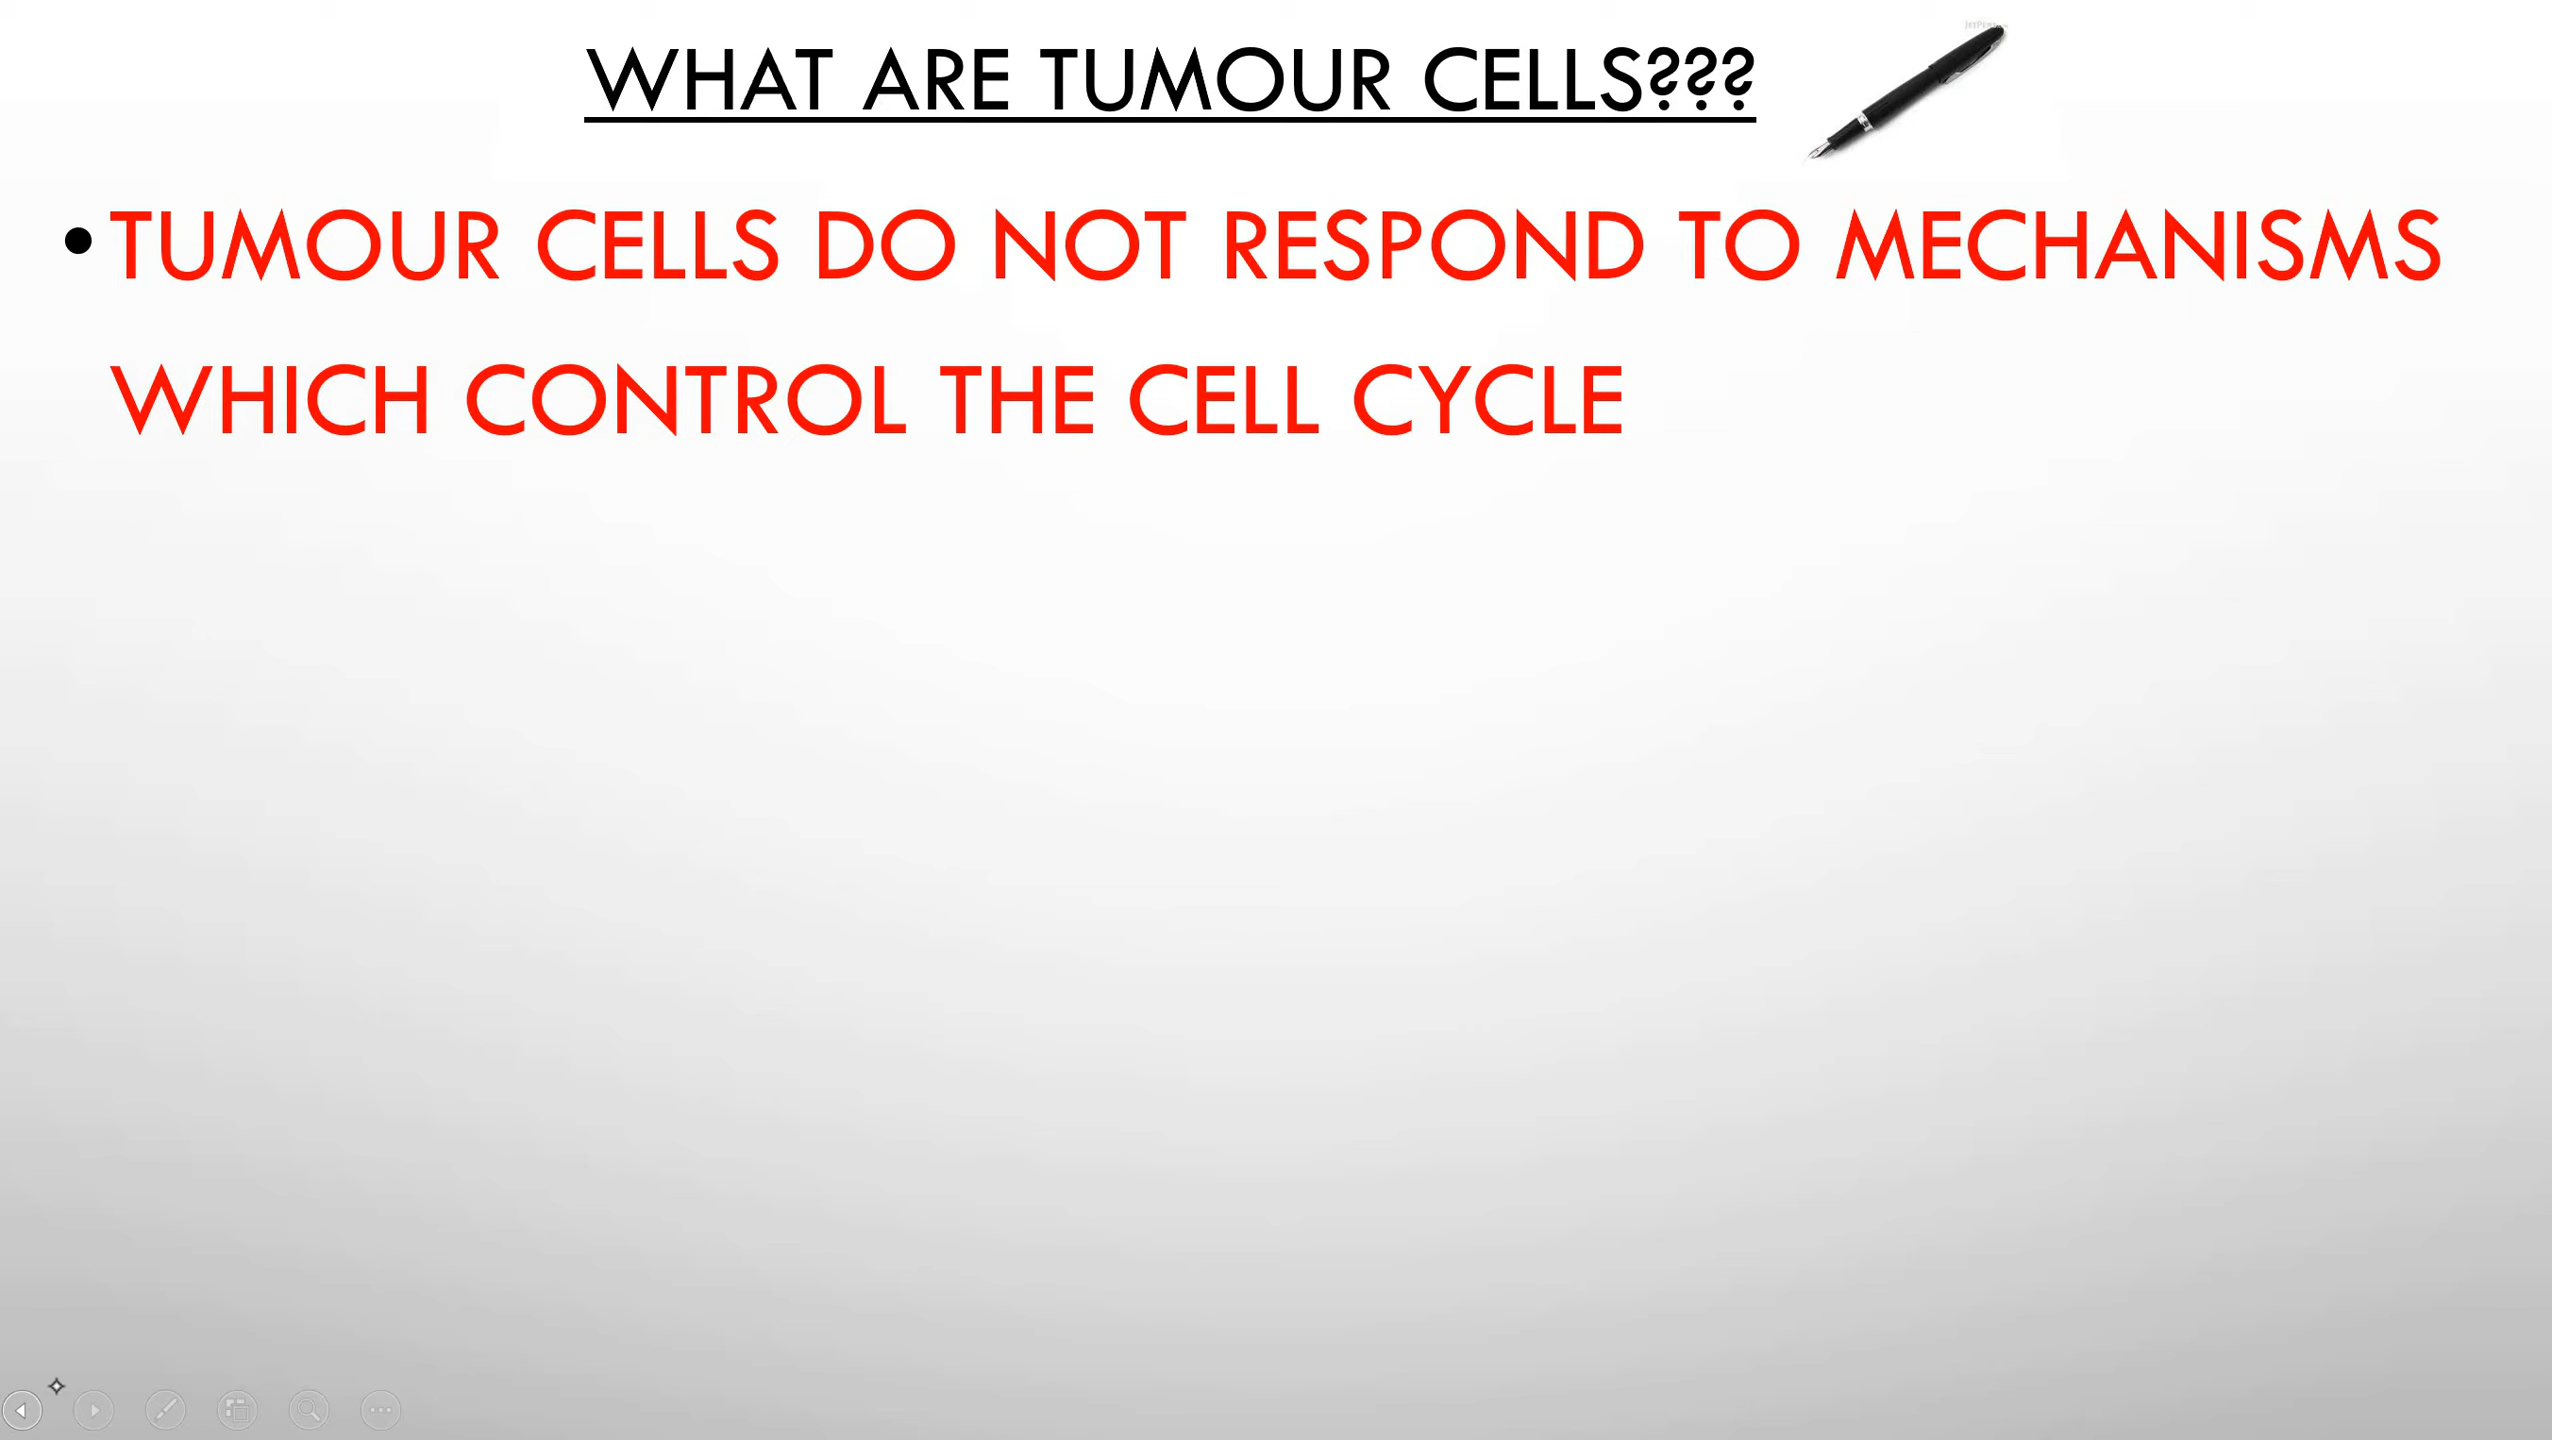 WHAT ARE TUMOUR CELLS???
• TUMOUR CELLS DO NOT RESPOND TO MECHANISMS
WHICH CONTROL THE CELL CYCLE